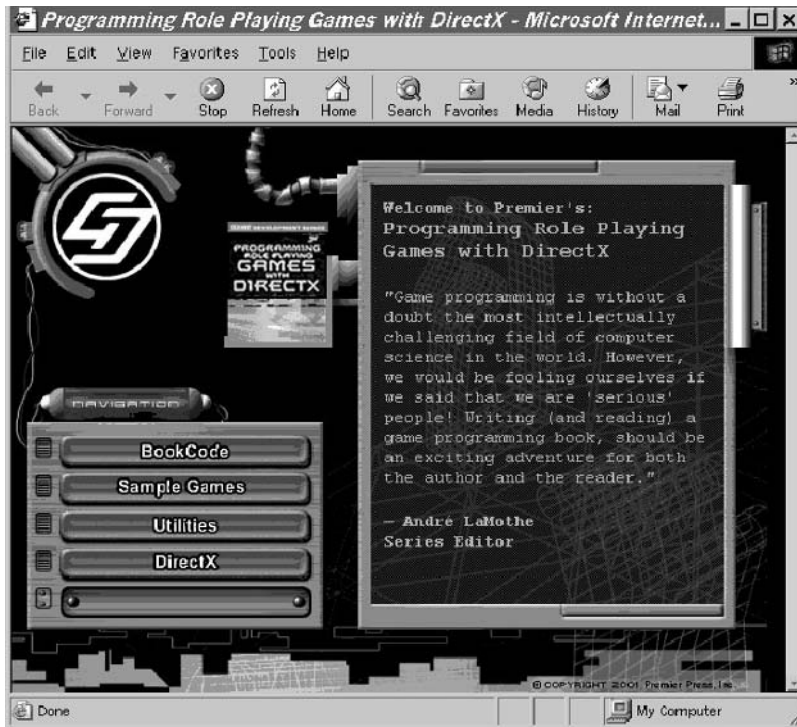 Programming Role Playing Games with DirectX - Microsoft Internet...
File Edit View Favorites Tools Help
Back Forward Stop Refresh Home Search Favorites Media History Mail Print »
GAME DEVELOPMENT SERIES
PROGRAMMING
ROLE PLAYING
GAMES
WITH
DIRECTX
NAVIGATION
BookCode
Sample Games
Utilities
DirectX
Welcome to Premier's:
Programming Role Playing
Games with DirectX
"Game programming is without a
doubt the most intellectually
challenging field of computer
science in the world. However,
we would be fooling ourselves if
we said that we are 'serious'
people! Writing (and reading) a
game programming book, should be
an exciting adventure for both
the author and the reader."
— André LaMothe
Series Editor
© COPYRIGHT 2001, Premier Press, Inc.
Done
My Computer